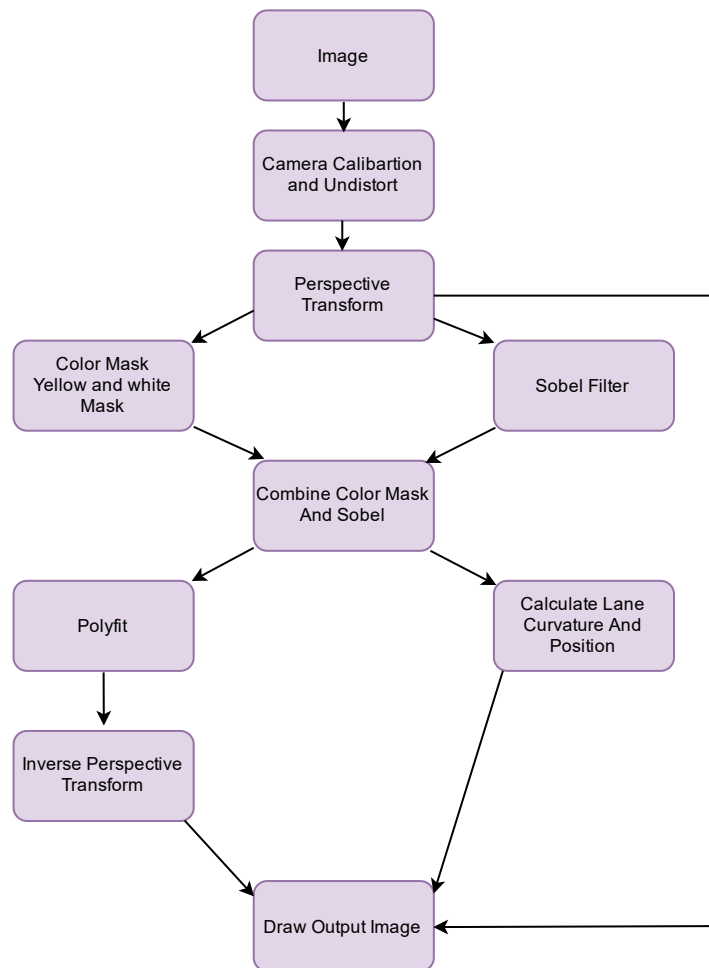 Image
Camera Calibartion
and Undistort
Perspective
Transform
Color Mask
Yellow and white
Mask
Sobel Filter
Combine Color Mask
And Sobel
Polyfit
Calculate Lane
Curvature And
Position
Inverse Perspective
Transform
Draw Output Image